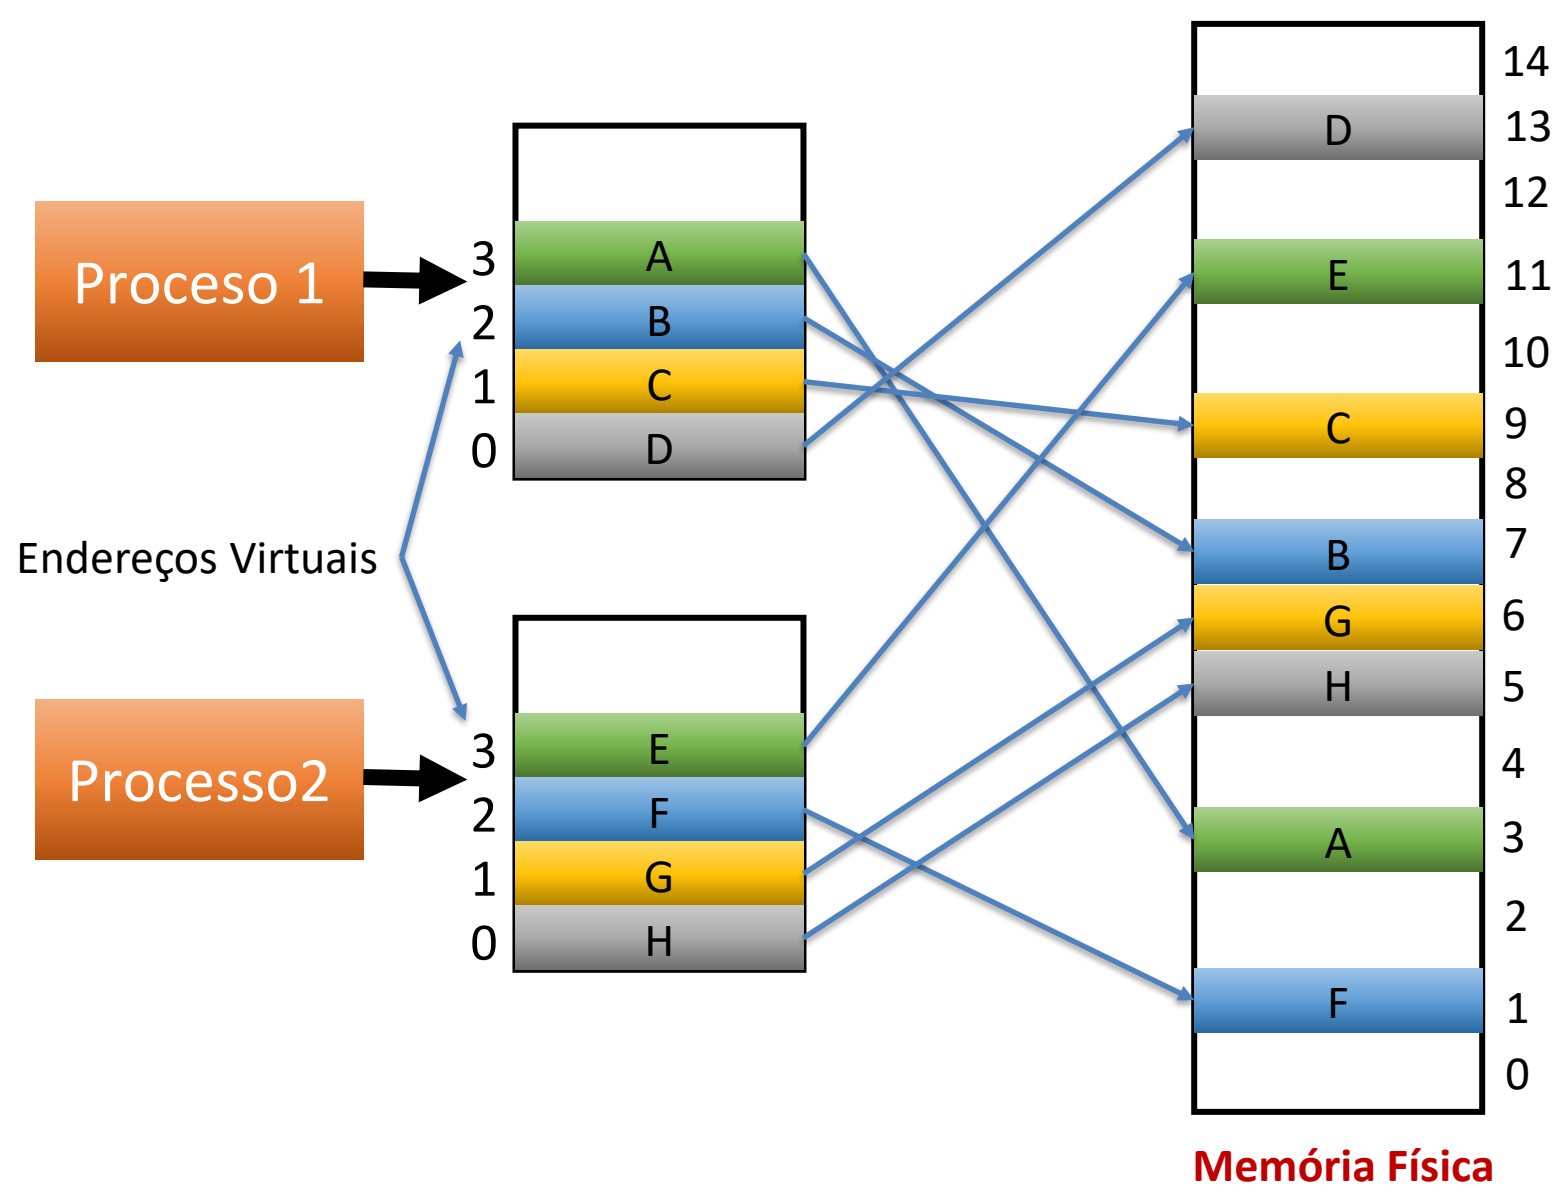 Proceso 1
3 A
2 B
1 C
0 D
Endereços Virtuais
Processo2
3 E
2 F
1 G
0 H
14
D 13
12
E 11
10
C 9
8
B 7
G 6
H 5
4
A 3
2
F 1
0
Memória Física